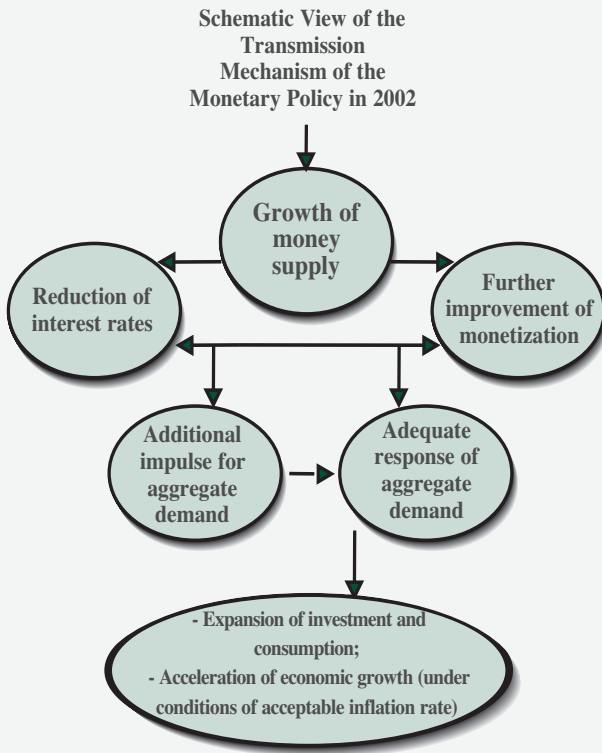 Schematic View of the
Transmission
Mechanism of the
Monetary Policy in 2002
Growth of
money
supply
Reduction of
interest rates
Further
improvement of
monetization
Additional
impulse for
aggregate
demand
Adequate
response of
aggregate
demand
- Expansion of investment and
consumption;
- Acceleration of economic growth (under
conditions of acceptable inflation rate)